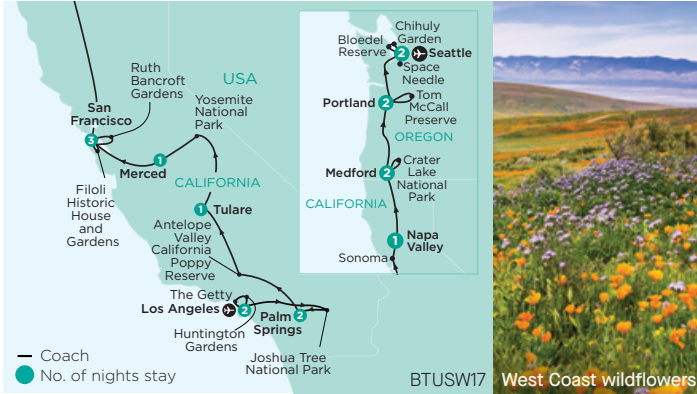 Ruth
Bancroft
Gardens
USA
Yosemite
National
Park
San
Francisco
3
1
Merced
CALIFORNIA
Filoli
Historic
House
and
Gardens
1
Tulare
Antelope
Valley
California
Poppy
Reserve
The Getty
Los Angeles
2
Huntington
Gardens
Palm
Springs
2
Joshua Tree
National Park
Coach
No. of nights stay
BTUSW17
Chihuly
Garden
Bloedel
Reserve
2
Seattle
Space
Needle
Portland
2
Tom
McCall
Preserve
OREGON
Medford
2
Crater
Lake
National
Park
CALIFORNIA
1
Napa
Valley
Sonoma
West Coast wildflowers